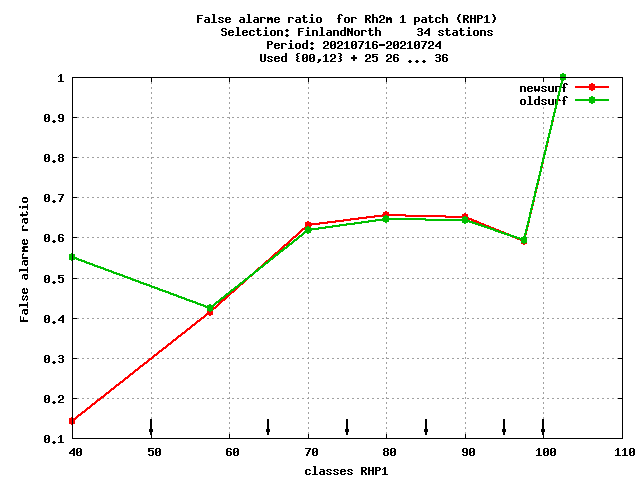 False alarme ratio  for Rh2m 1 patch (RHP1)
Selection: FinlandNorth     34 stations
Period: 20210716-20210724
Used {00,12} + 25 26 ... 36
newsurf
oldsurf
1
0.9
0.8
0.7
0.6
0.5
0.4
0.3
0.2
0.1
False alarme ratio
40 50 60 70 80 90 100 110
classes RHP1